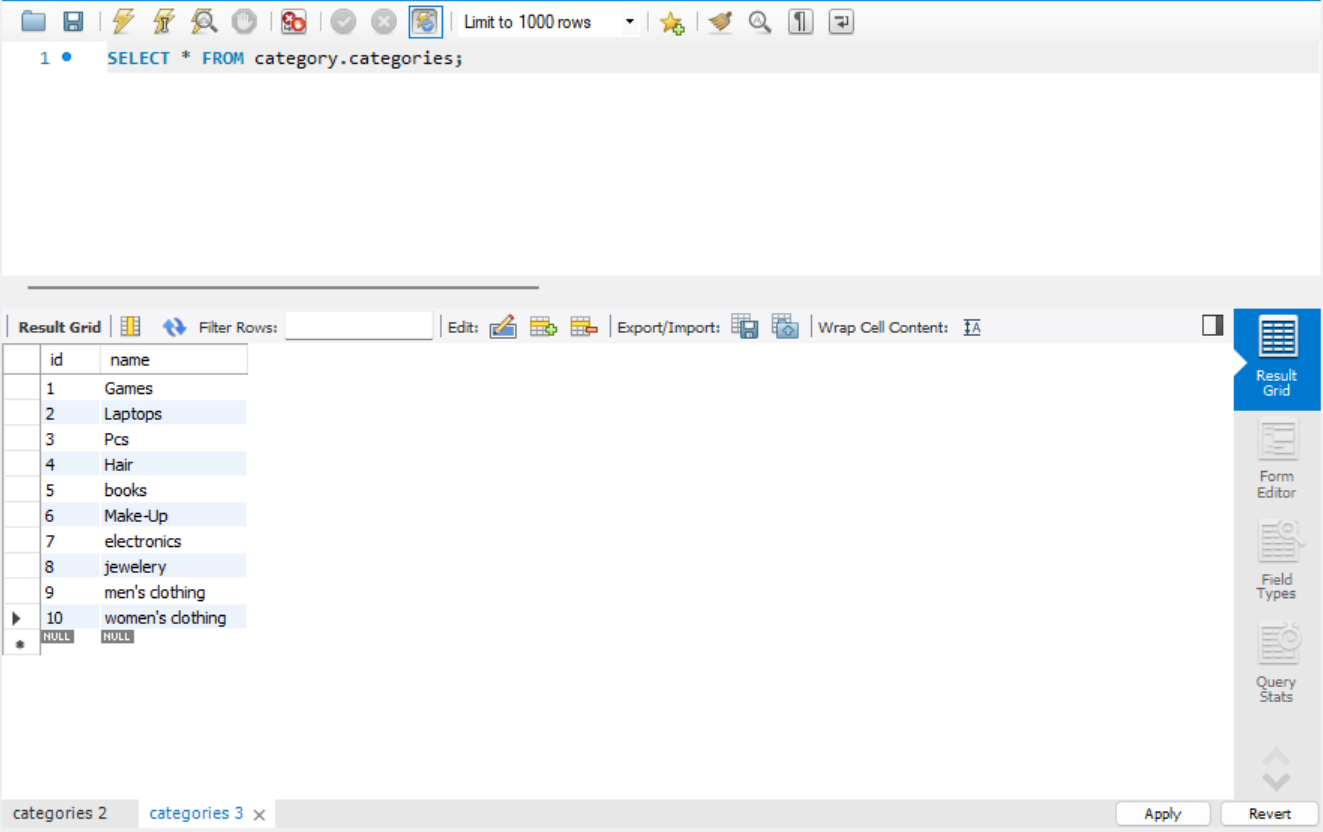 Limit to 1000 rows
1 SELECT * FROM category.categories;
Result Grid Filter Rows: Edit: Export/Import: Wrap Cell Content: IA
id name
1 Games
2 Laptops
3 Pcs
4 Hair
5 books
6 Make-Up
7 electronics
8 jewelery
9 men's clothing
10 women's clothing
NULL NULL
Result
Grid
Form
Editor
Field
Types
Query
Stats
categories 2 categories 3 Apply Revert